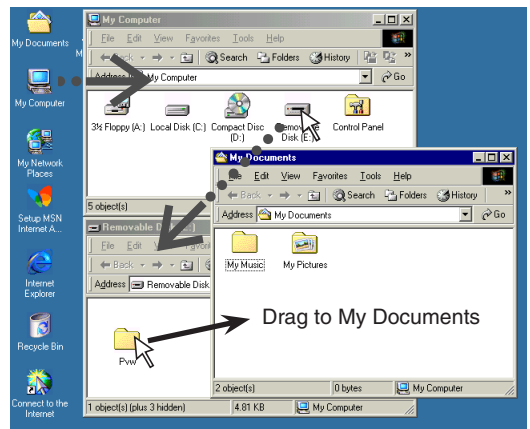 My Documents
My Computer
My Network
Places
Setup MSN
Internet A...
Internet
Explorer
Recycle Bin
Connect to the
Internet
My Computer
File Edit View Favorites Tools Help
Back Search Folders History »
Address My Computer Go
3½ Floppy (A:) Local Disk (C:) Compact Disc
(D:)
Disk (E:)
Control Panel
5 object(s)
My Documents
File Edit View Favorites Tools Help
Back Search Folders History »
Address My Documents Go
My Music My Pictures
2 object(s) 0 bytes My Computer
Removable
File Edit
Back
Address Removable Disk
Pvw
1 object(s) (plus 3 hidden) 4.81 KB My Computer
Drag to My Documents